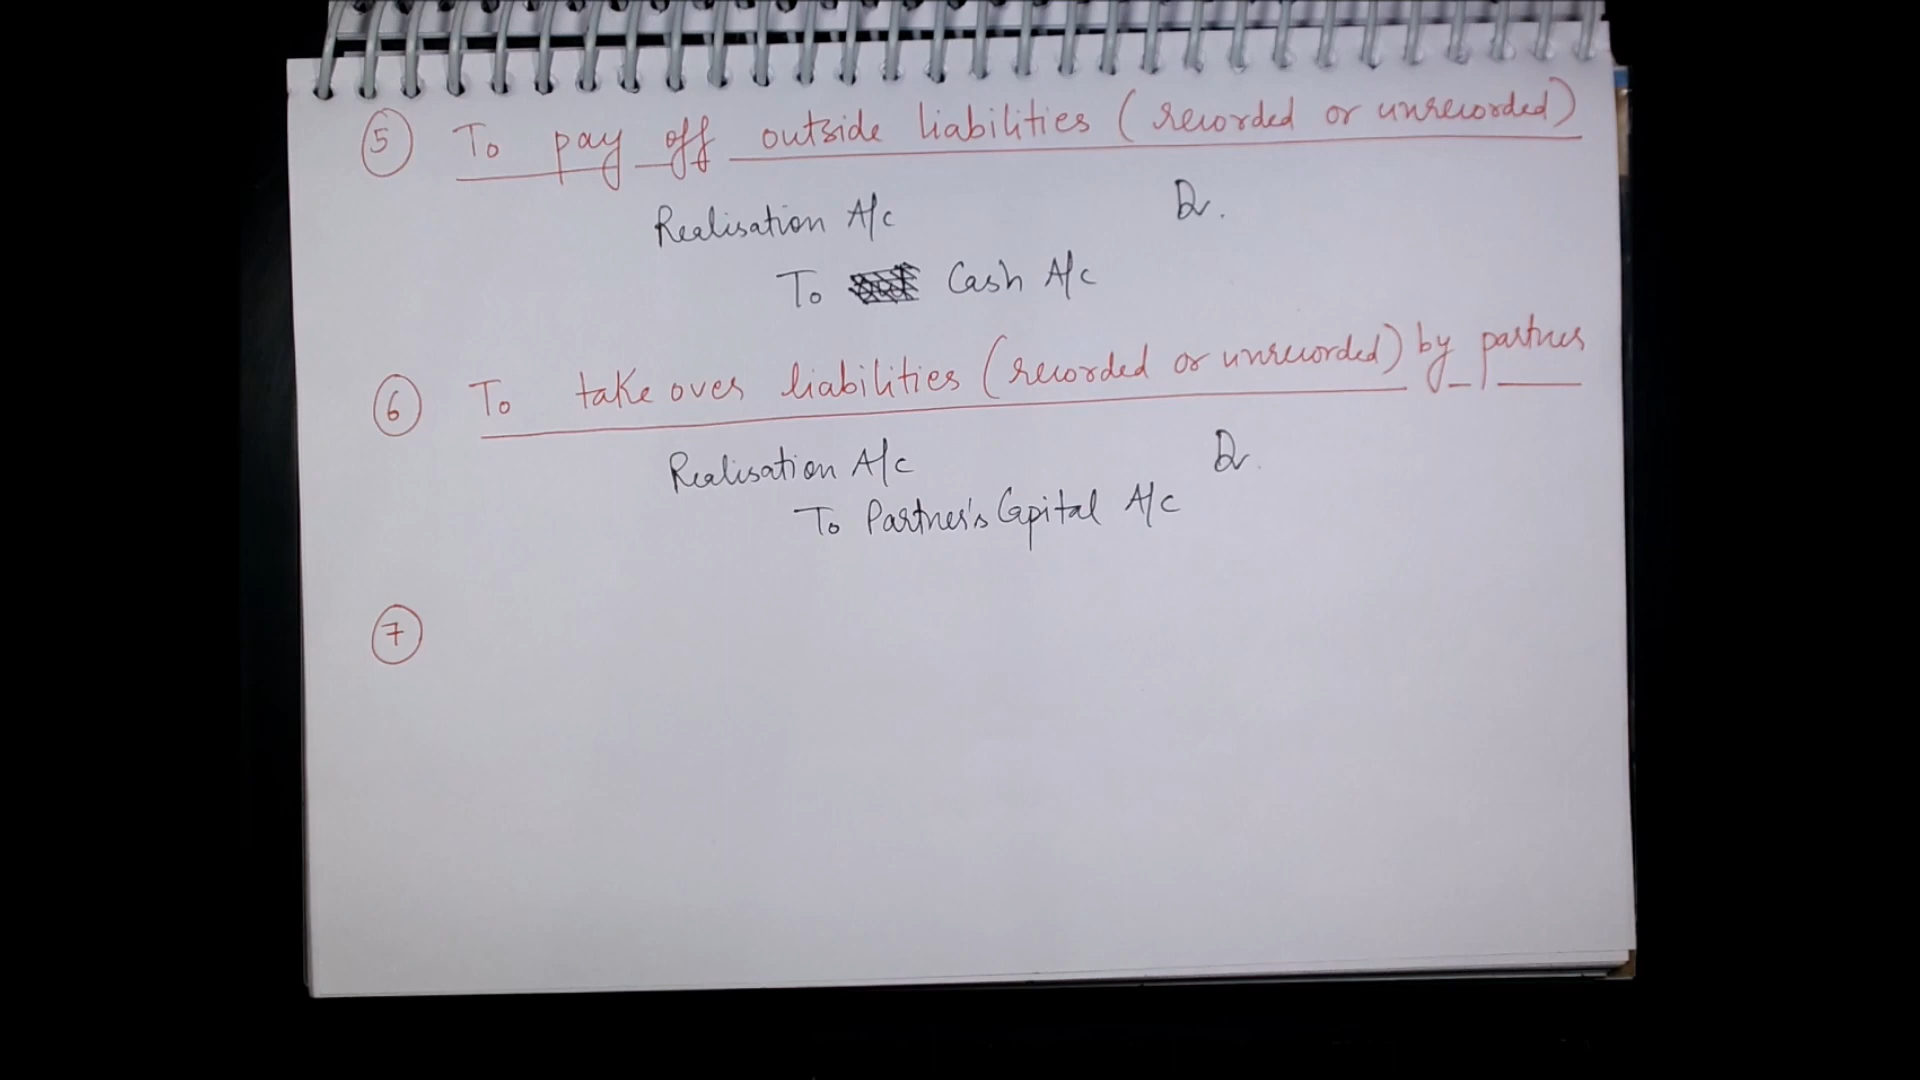 5 To pay off outside liabilities (recorded or unrecorded)
Realisation A/c Dr.
To Cash A/c
6 To take over liabilities (recorded or unrecorded) by partner
Realisation A/c Dr.
To Partner's Capital A/c
7